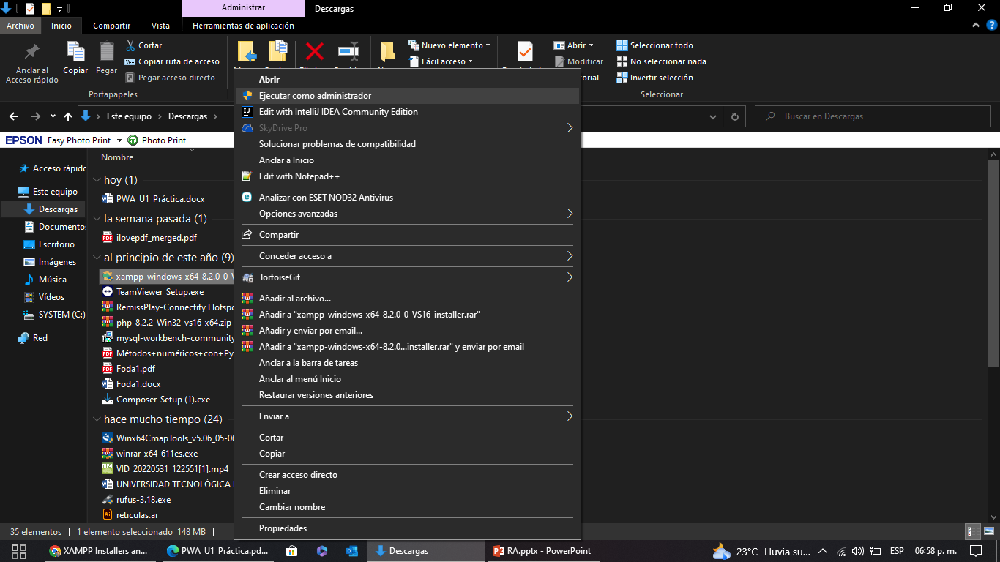 Administrar
Descargas
Archivo
Inicio
Compartir
Vista
Herramientas de aplicación
Anclar al
Acceso rápido
Copiar
Pegar
Cortar
Copiar ruta de acceso
Pegar acceso directo
Portapapeles
Nuevo elemento
Fácil acceso
Abrir
Modificar
Seleccionar todo
No seleccionar nada
Invertir selección
Seleccionar
Este equipo
Descargas
Buscar en Descargas
EPSON Easy Photo Print Photo Print
Acceso rápido
Este equipo
Descargas
Documento
Escritorio
Imágenes
Música
Vídeos
SYSTEM (C:)
Red
Nombre
hoy (1)
PWA_U1_Práctica.docx
la semana pasada (1)
ilovepdf_merged.pdf
al principio de este año (9)
xampp-windows-x64-8.2.0-0-V
TeamViewer_Setup.exe
RemissPlay-Connectify Hotspo
php-8.2.2-Win32-vs16-x64.zip
mysql-workbench-community
Métodos+numéricos+con+Py
Foda1.pdf
Foda1.docx
Composer-Setup (1).exe
hace mucho tiempo (24)
Winx64CmapTools_v5.06_05-06
winrar-x64-611es.exe
VID_20220531_122551[1].mp4
UNIVERSIDAD TECNOLÓGICA
rufus-3.18.exe
reticulas.ai
Abrir
Ejecutar como administrador
Edit with IntelliJ IDEA Community Edition
SkyDrive Pro
Solucionar problemas de compatibilidad
Anclar a Inicio
Edit with Notepad++
Analizar con ESET NOD32 Antivirus
Opciones avanzadas
Compartir
Conceder acceso a
TortoiseGit
Añadir al archivo...
Añadir a "xampp-windows-x64-8.2.0-0-VS16-installer.rar"
Añadir y enviar por email...
Añadir a "xampp-windows-x64-8.2.0...installer.rar" y enviar por email
Anclar a la barra de tareas
Anclar al menú Inicio
Restaurar versiones anteriores
Enviar a
Cortar
Copiar
Crear acceso directo
Eliminar
Cambiar nombre
Propiedades
35 elementos
1 elemento seleccionado 148 MB
XAMPP Installers an...
PWA_U1_Práctica.pd...
Descargas
RA.pptx - PowerPoint
23°C Lluvia su...
ESP
06:58 p. m.